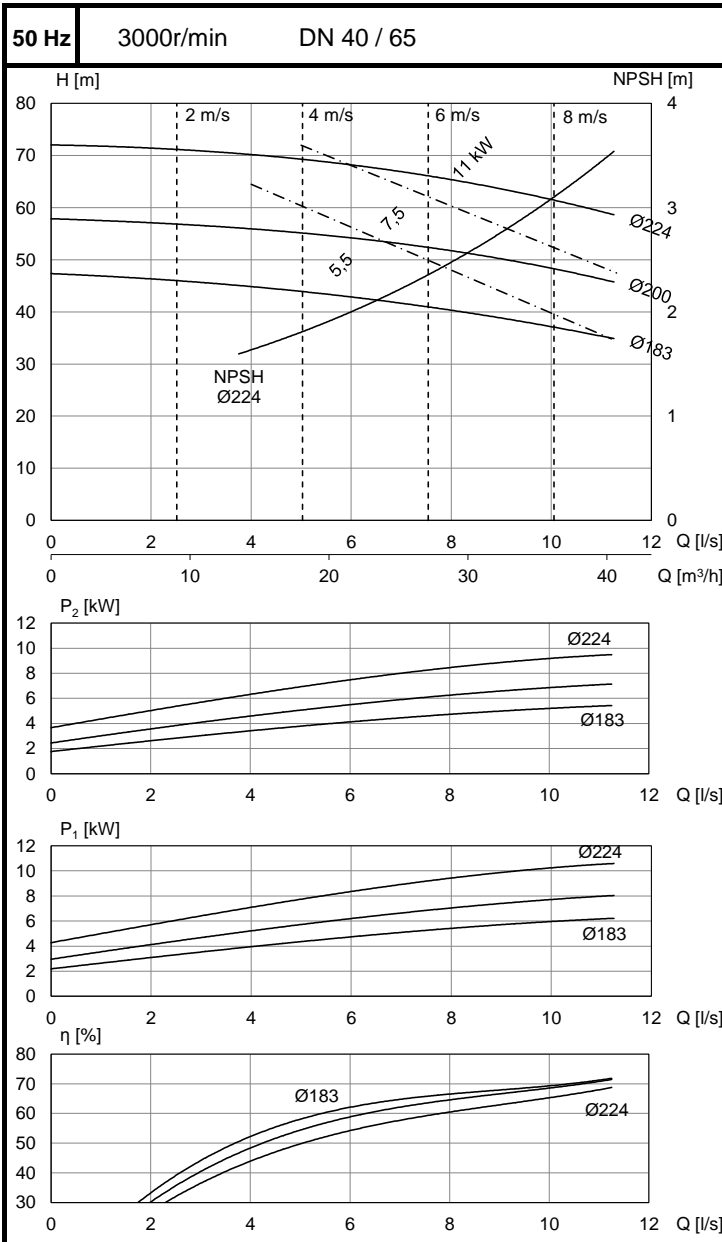 50 Hz 3000r/min DN 40 / 65
H [m] NPSH [m]
80 2 m/s 4 m/s 6 m/s 8 m/s 4
70 11 kW
60 7,5 3
Ø224
50 5,5
Ø200
40 2
Ø183
30
NPSH
Ø224
20 1
10
0 0
0 2 4 6 8 10 12 Q [l/s]
0 10 20 30 40 Q [m³/h]
P₂ [kW]
12
10 Ø224
8
6
4 Ø183
2
0
0 2 4 6 8 10 12 Q [l/s]
P₁ [kW]
12 Ø224
10
8
6
4 Ø183
2
0
0 2 4 6 8 10 12 Q [l/s]
η [%]
80
70
Ø183
60 Ø224
50
40
30
0 2 4 6 8 10 12 Q [l/s]